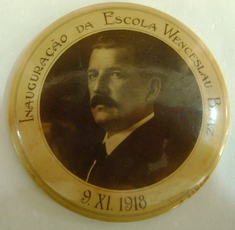 Inauguração da Escola Wenceslau Braz
9. XI. 1918